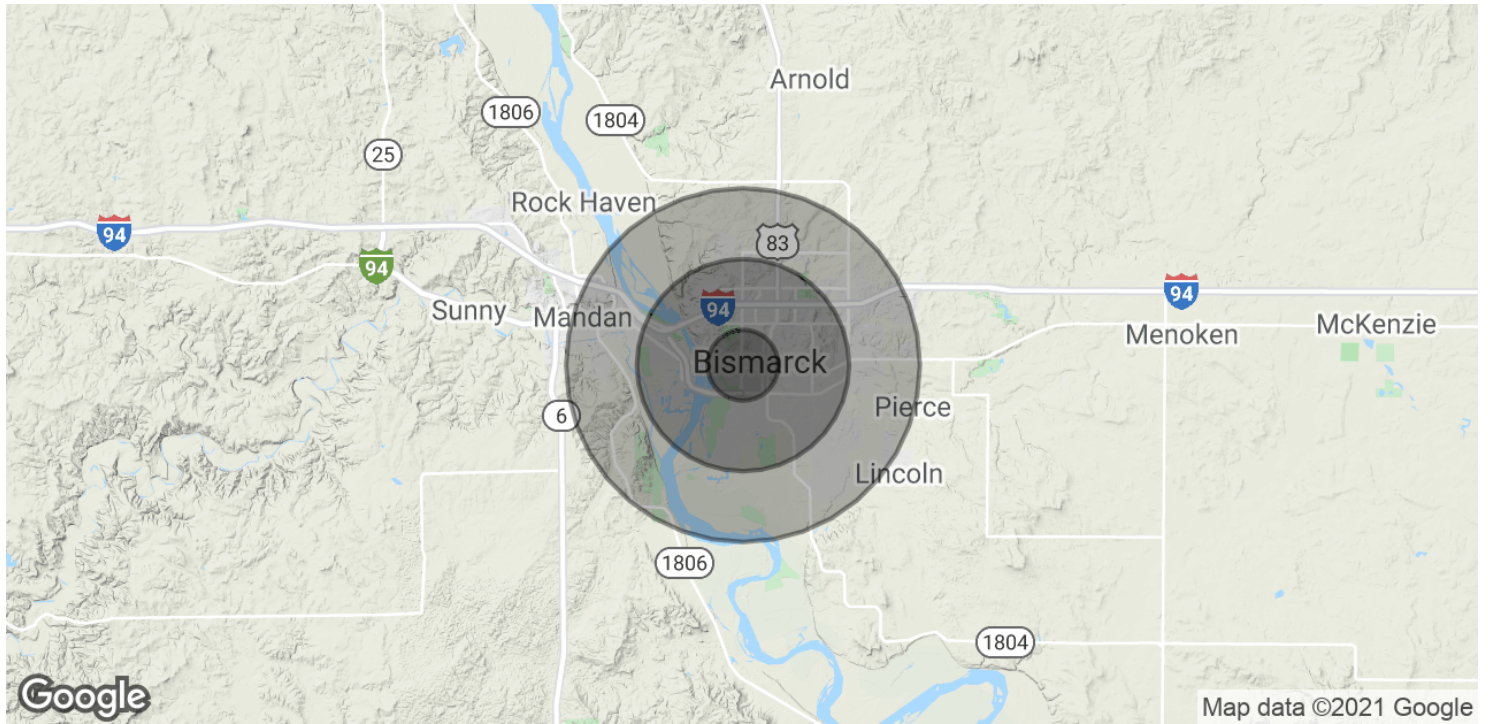 Arnold
1806
1804
25
Rock Haven
94
83
94
94
94
Sunny
Mandan
Menoken
McKenzie
Bismarck
6
Pierce
Lincoln
1806
1804
Google
Map data ©2021 Google